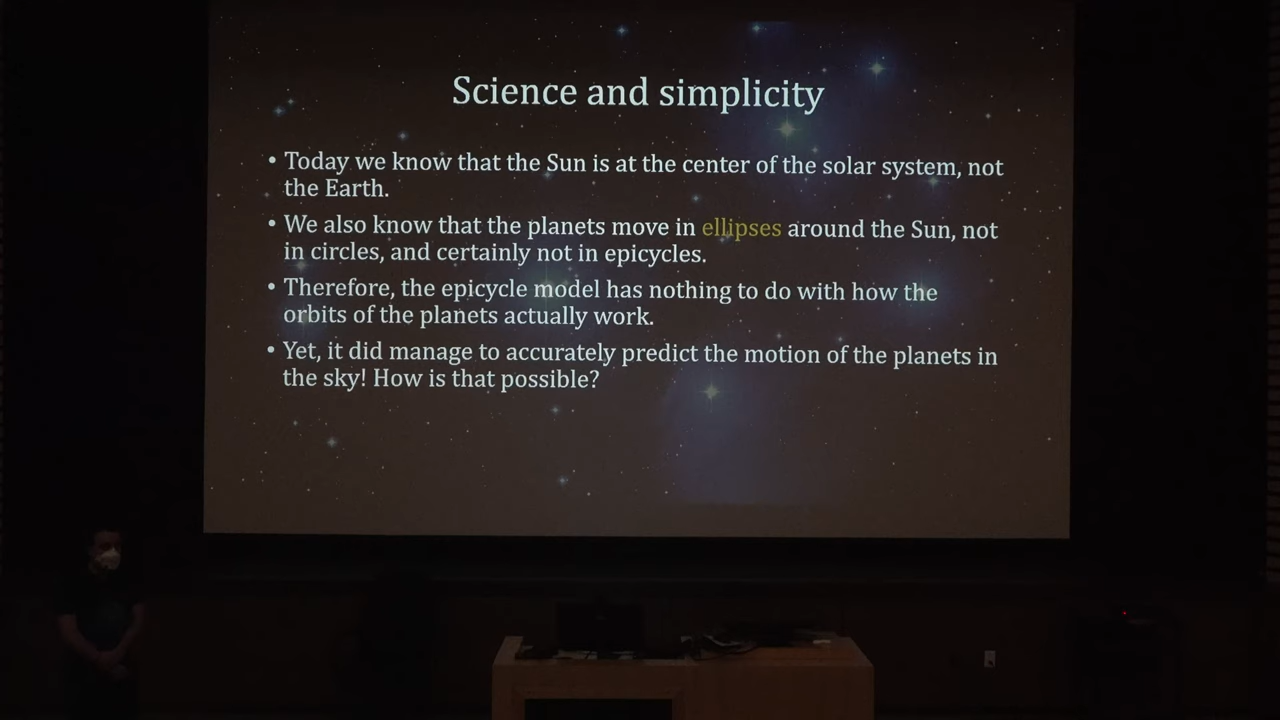 Science and simplicity
• Today we know that the Sun is at the center of the solar system, not
the Earth.
• We also know that the planets move in ellipses around the Sun, not
in circles, and certainly not in epicycles.
• Therefore, the epicycle model has nothing to do with how the
orbits of the planets actually work.
• Yet, it did manage to accurately predict the motion of the planets in
the sky! How is that possible?